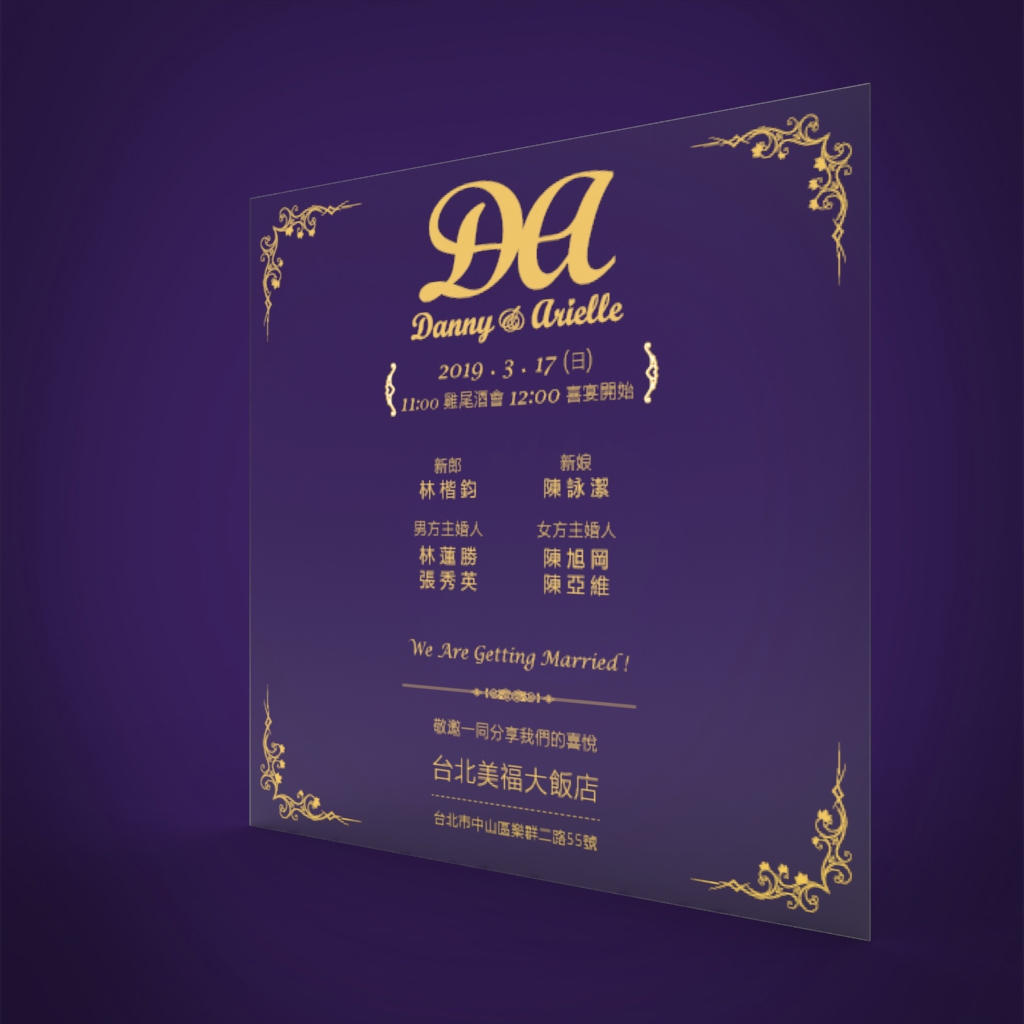 DA
Danny & Arielle
2019 . 3 . 17 (日)
11:00 雞尾酒會 12:00 喜宴開始
新郎 新娘
林楷鈞 陳詠潔
男方主婚人 女方主婚人
林蓮勝 陳旭岡
張秀英 陳亞維
We Are Getting Married !
敬邀一同分享我們的喜悅
台北美福大飯店
台北市中山區樂群二路55號